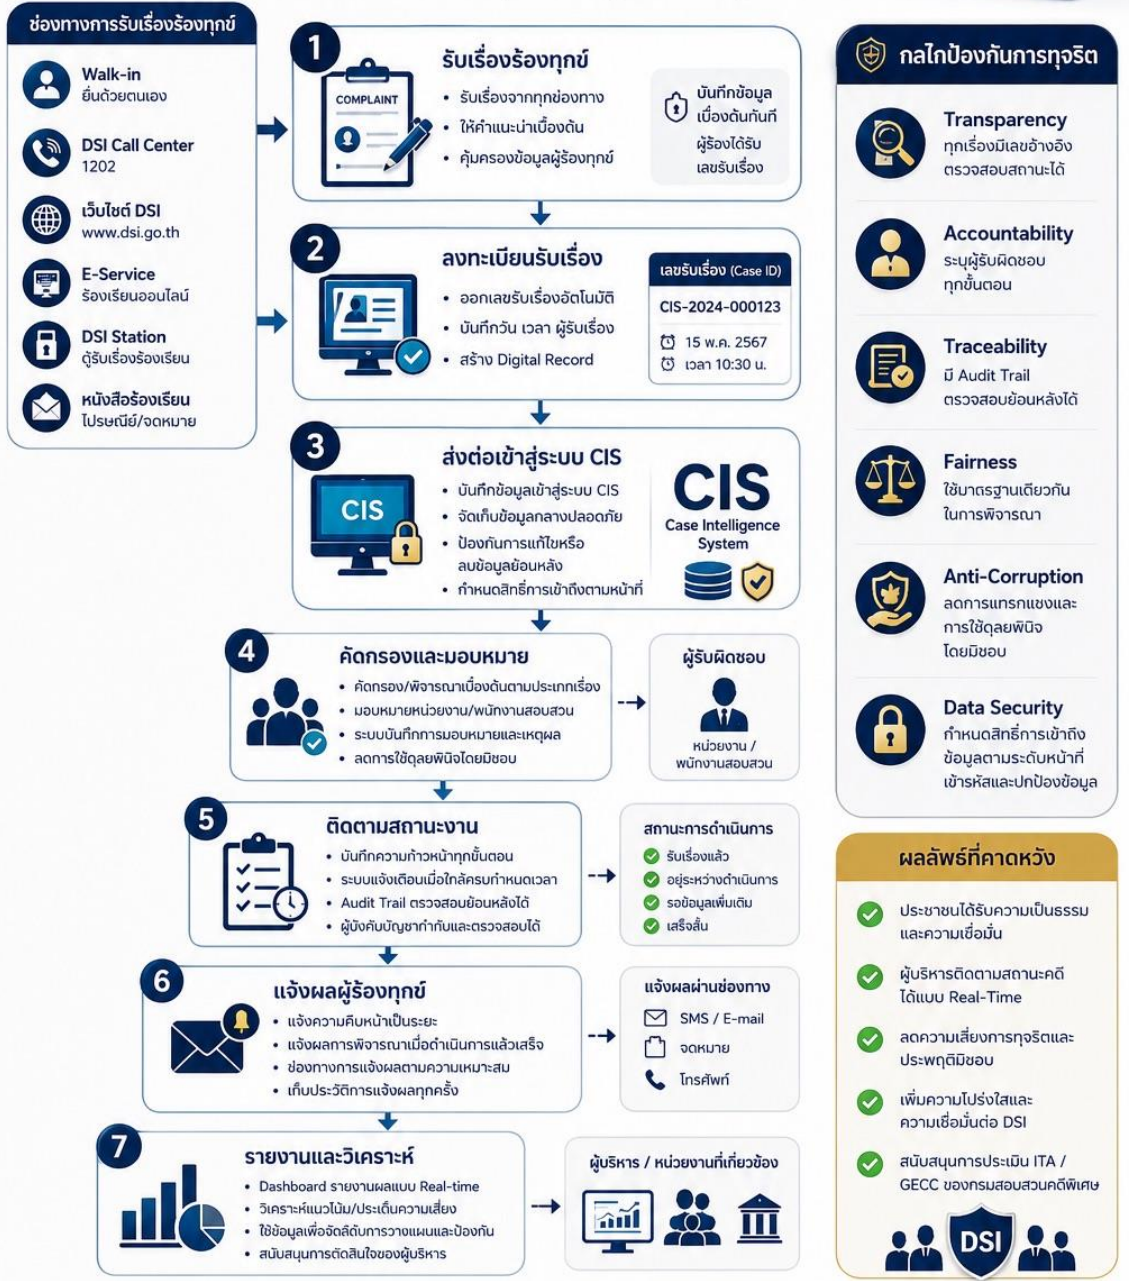 ช่องทางการรับเรื่องร้องทุกข์
Walk-in
ยื่นด้วยตนเอง
DSI Call Center
1202
เว็บไซต์ DSI
www.dsi.go.th
E-Service
ร้องเรียนออนไลน์
DSI Station
ตู้รับเรื่องร้องเรียน
หนังสือร้องเรียน
ไปรษณีย์/จดหมาย
1
COMPLAINT
รับเรื่องร้องทุกข์
• รับเรื่องจากทุกช่องทาง
• ให้คำแนะนำเบื้องต้น
• คุ้มครองข้อมูลผู้ร้องทุกข์
บันทึกข้อมูล
เบื้องต้นทันที
ผู้ร้องได้รับ
เลขรับเรื่อง
2
ลงทะเบียนรับเรื่อง
• ออกเลขรับเรื่องอัตโนมัติ
• บันทึกวัน เวลา ผู้รับเรื่อง
• สร้าง Digital Record
เลขรับเรื่อง (Case ID)
CIS-2024-000123
15 พ.ค. 2567
เวลา 10:30 น.
3
CIS
ส่งต่อเข้าสู่ระบบ CIS
• บันทึกข้อมูลเข้าสู่ระบบ CIS
• จัดเก็บข้อมูลกลางปลอดภัย
• ป้องกันการแก้ไขหรือ
ลบข้อมูลย้อนหลัง
• กำหนดสิทธิ์การเข้าถึงตามหน้าที่
CIS
Case Intelligence
System
4
คัดกรองและมอบหมาย
• คัดกรอง/พิจารณาเบื้องต้นตามประเภทเรื่อง
• มอบหมายหน่วยงาน/พนักงานสอบสวน
• ระบบบันทึกการมอบหมายและเหตุผล
• ลดการใช้ดุลยพินิจโดยมิชอบ
ผู้รับผิดชอบ
หน่วยงาน /
พนักงานสอบสวน
5
ติดตามสถานะงาน
• บันทึกความก้าวหน้าทุกขั้นตอน
• ระบบแจ้งเตือนเมื่อใกล้ครบกำหนดเวลา
• Audit Trail ตรวจสอบย้อนหลังได้
• ผู้บังคับบัญชากำกับและตรวจสอบได้
สถานะการดำเนินการ
รับเรื่องแล้ว
อยู่ระหว่างดำเนินการ
รอข้อมูลเพิ่มเติม
เสร็จสิ้น
6
แจ้งผลผู้ร้องทุกข์
• แจ้งความคืบหน้าเป็นระยะ
• แจ้งผลการพิจารณาเมื่อดำเนินการแล้วเสร็จ
• ช่องทางการแจ้งผลตามความเหมาะสม
• เก็บประวัติการแจ้งผลทุกครั้ง
แจ้งผลผ่านช่องทาง
SMS / E-mail
จดหมาย
โทรศัพท์
7
รายงานและวิเคราะห์
• Dashboard รายงานผลแบบ Real-time
• วิเคราะห์แนวโน้ม/ประเด็นความเสี่ยง
• ใช้ข้อมูลเพื่อจัดลำดับการวางแผนและป้องกัน
• สนับสนุนการตัดสินใจของผู้บริหาร
ผู้บริหาร / หน่วยงานที่เกี่ยวข้อง
กลไกป้องกันการทุจริต
Transparency
ทุกเรื่องมีเลขอ้างอิง
ตรวจสอบสถานะได้
Accountability
ระบุผู้รับผิดชอบ
ทุกขั้นตอน
Traceability
มี Audit Trail
ตรวจสอบย้อนหลังได้
Fairness
ใช้มาตรฐานเดียวกัน
ในการพิจารณา
Anti-Corruption
ลดการแทรกแซงและ
การใช้ดุลยพินิจ
โดยมิชอบ
Data Security
กำหนดสิทธิ์การเข้าถึง
ข้อมูลตามระดับหน้าที่
เข้ารหัสและปกป้องข้อมูล
ผลลัพธ์ที่คาดหวัง
ประชาชนได้รับความเป็นธรรม
และความเชื่อมั่น
ผู้บริหารติดตามสถานะคดี
ได้แบบ Real-Time
ลดความเสี่ยงการทุจริตและ
ประพฤติมิชอบ
เพิ่มความโปร่งใสและ
ความเชื่อมั่นต่อ DSI
สนับสนุนการประเมิน ITA /
GECC ของกรมสอบสวนคดีพิเศษ
DSI